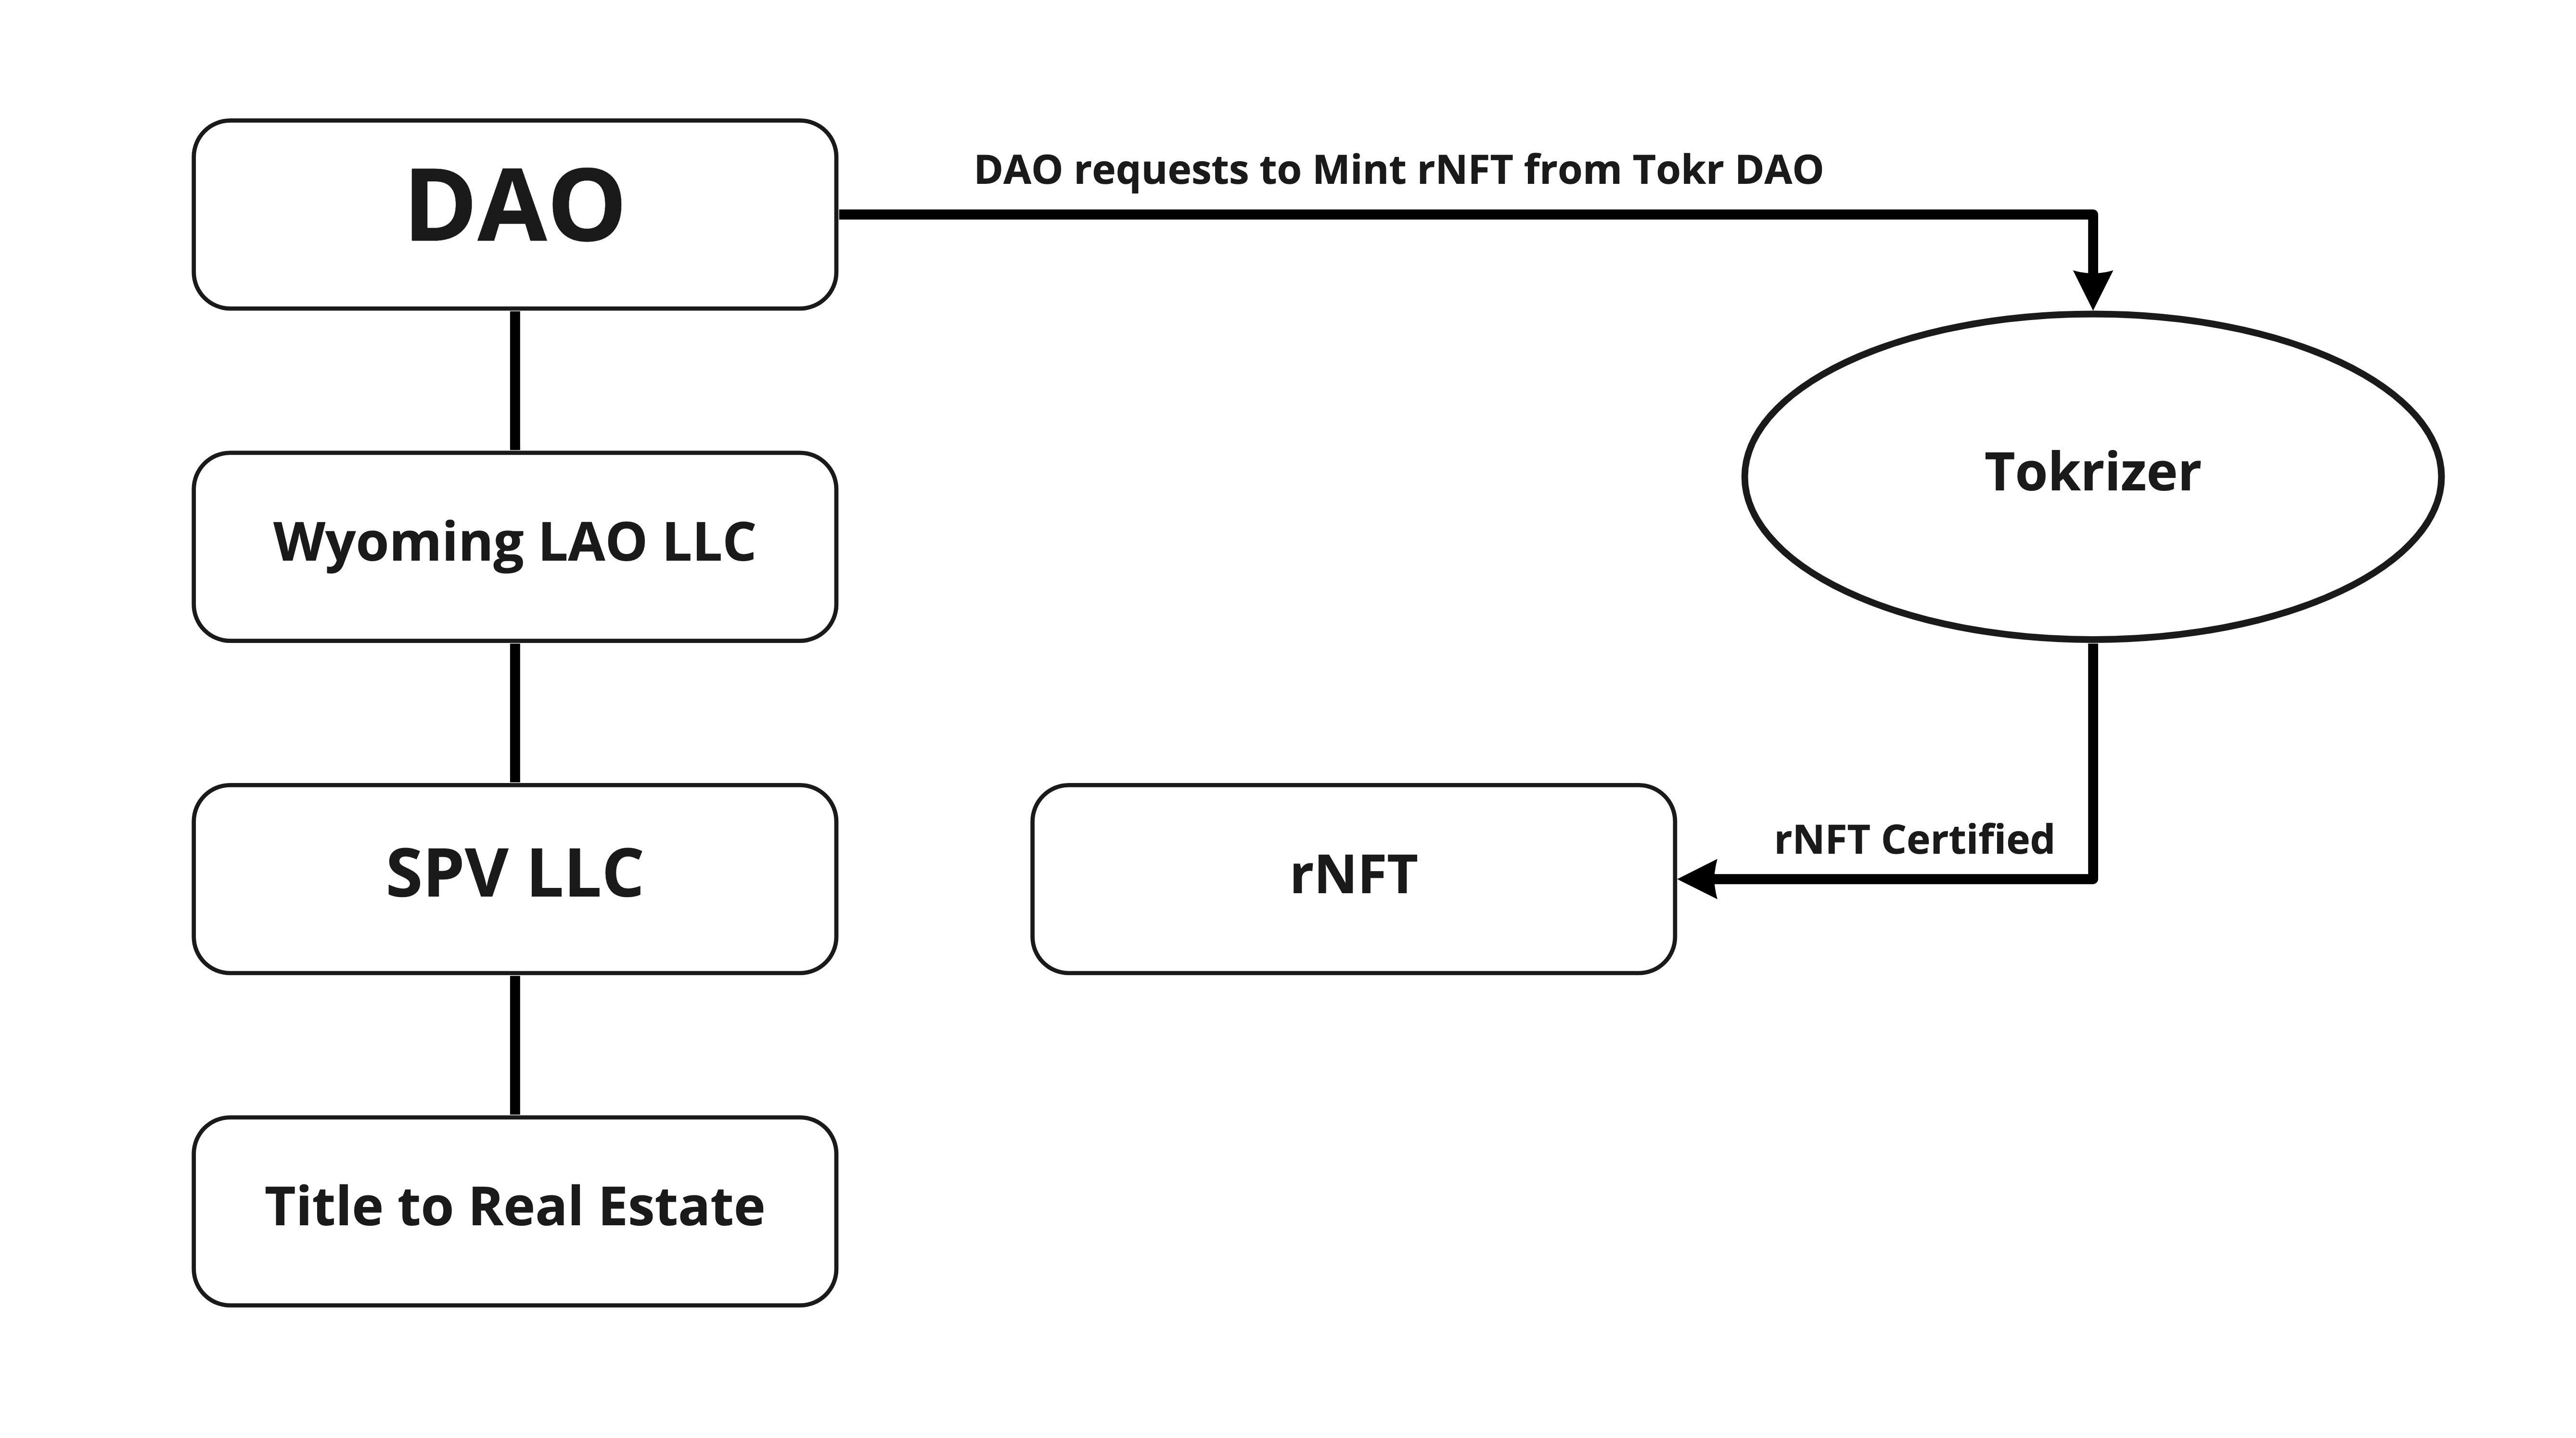 DAO
DAO requests to Mint rNFT from Tokr DAO
Tokrizer
Wyoming LAO LLC
SPV LLC
rNFT
rNFT Certified
Title to Real Estate